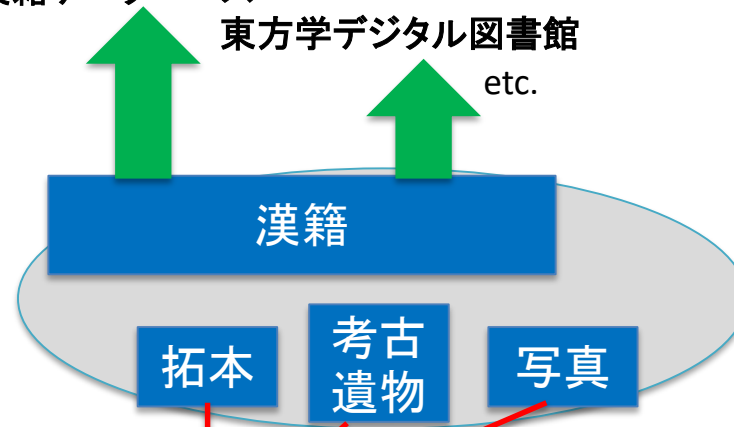 東方学デジタル図書館
etc.
漢籍
拓本
考古
遺物
写真